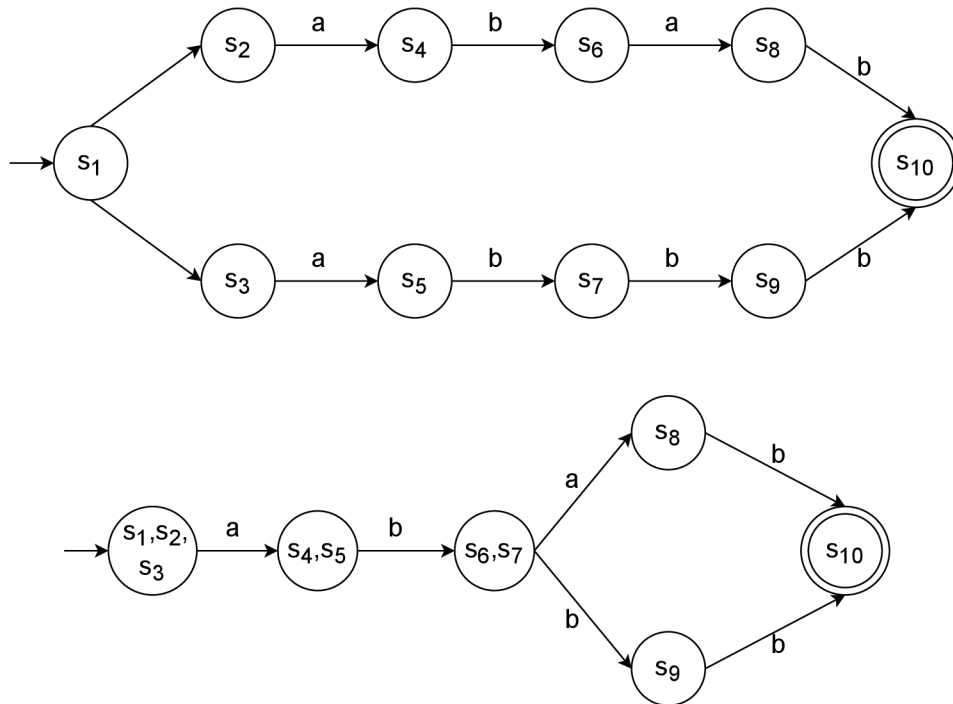 a b a
s₂ s₄ s₆ s₈
b
s₁ s₁₀
a b b b
s₃ s₅ s₇ s₉
s₈
b
a
s₁,s₂, a b
s₃ s₄,s₅ s₆,s₇ s₁₀
b
b
s₉